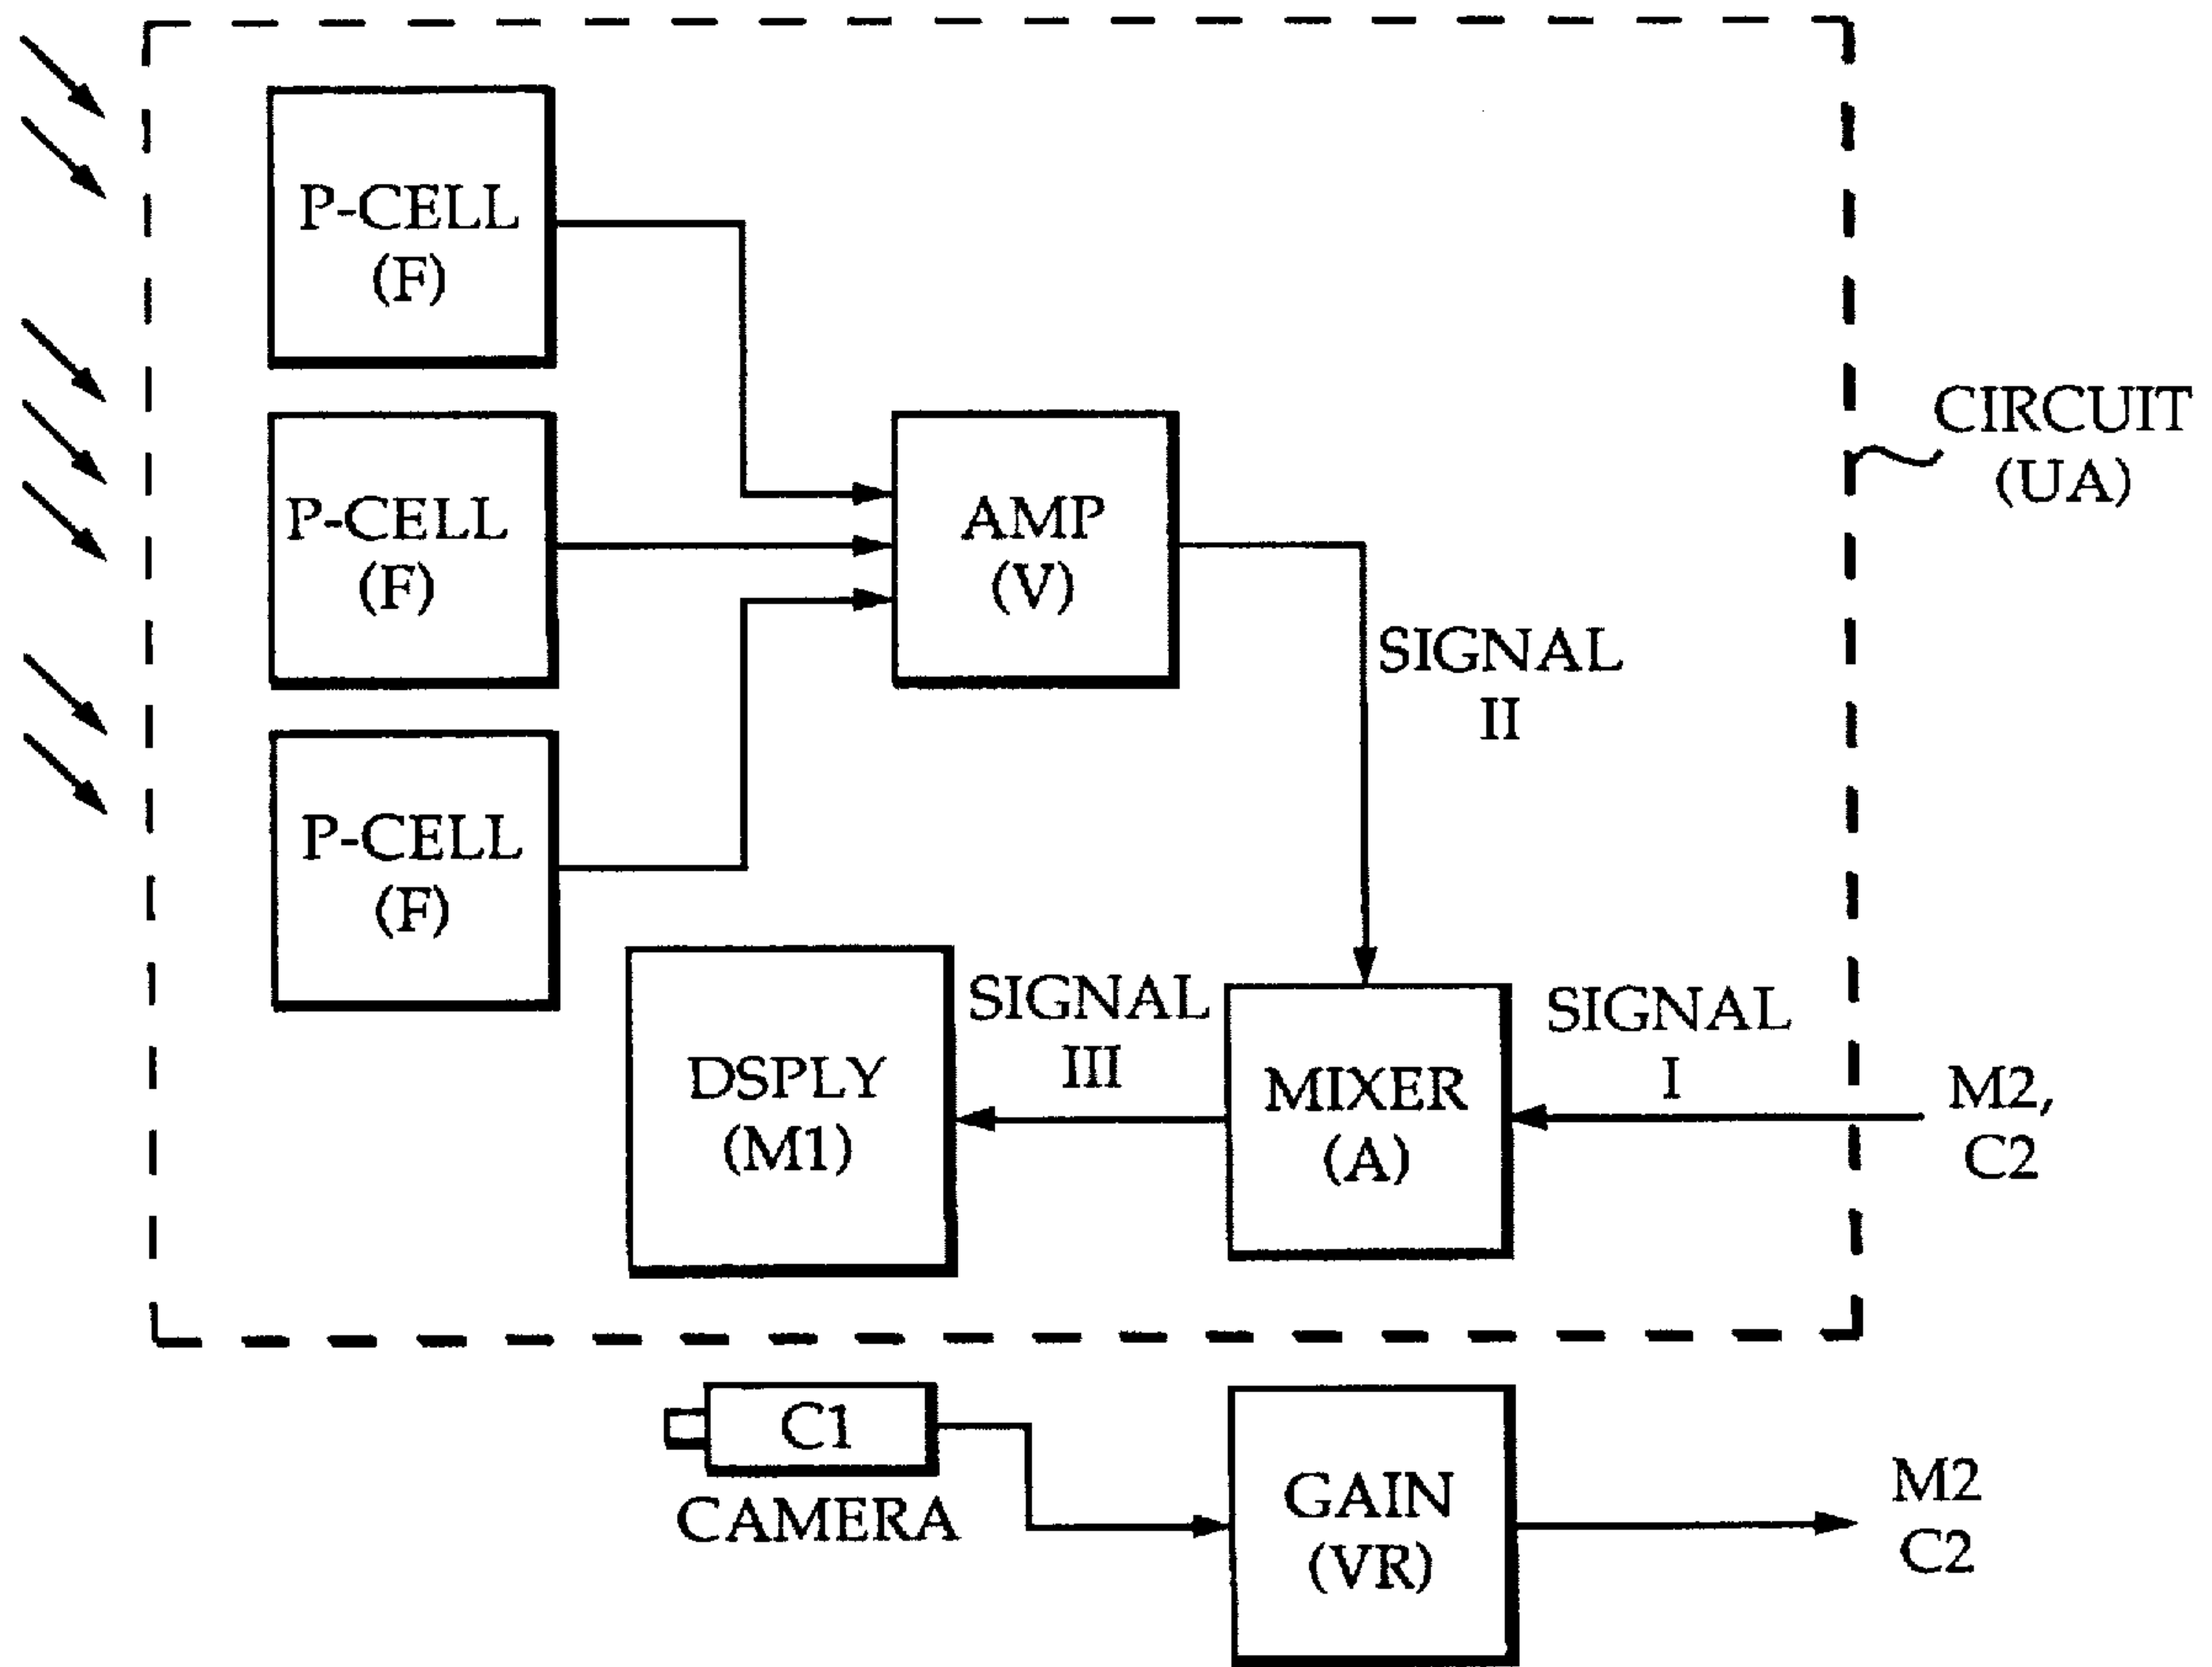 P-CELL
(F)
P-CELL
(F)
P-CELL
(F)
AMP
(V)
CIRCUIT
(UA)
SIGNAL
II
DSPLY
(M1)
SIGNAL
III
MIXER
(A)
SIGNAL
I
M2,
C2
C1
CAMERA
GAIN
(VR)
M2
C2